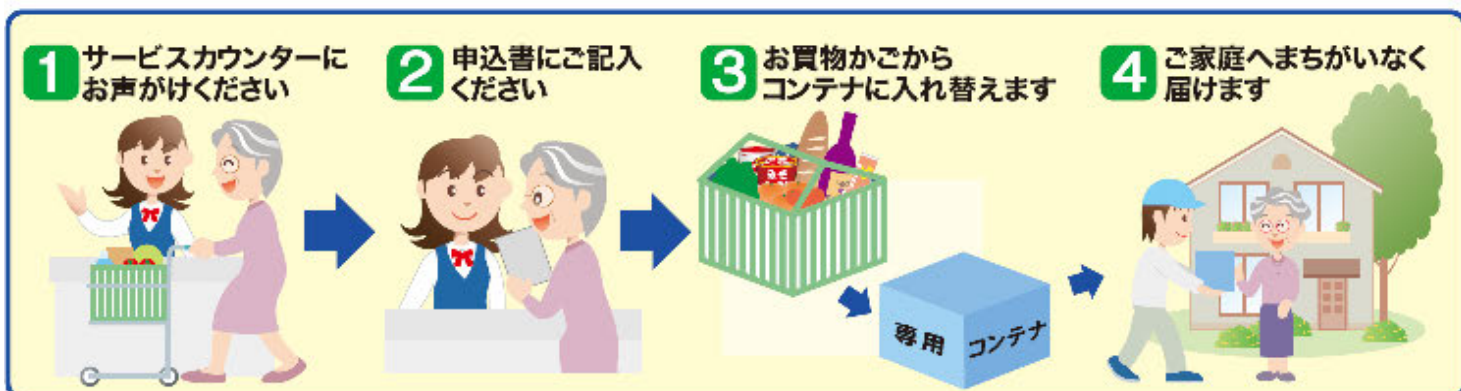 1 サービスカウンターに
お声がけください
2 申込書にご記入
ください
3 お買物かごから
コンテナに入れ替えます
4 ご家庭へまちがいなく
届けます
専用 コンテナ